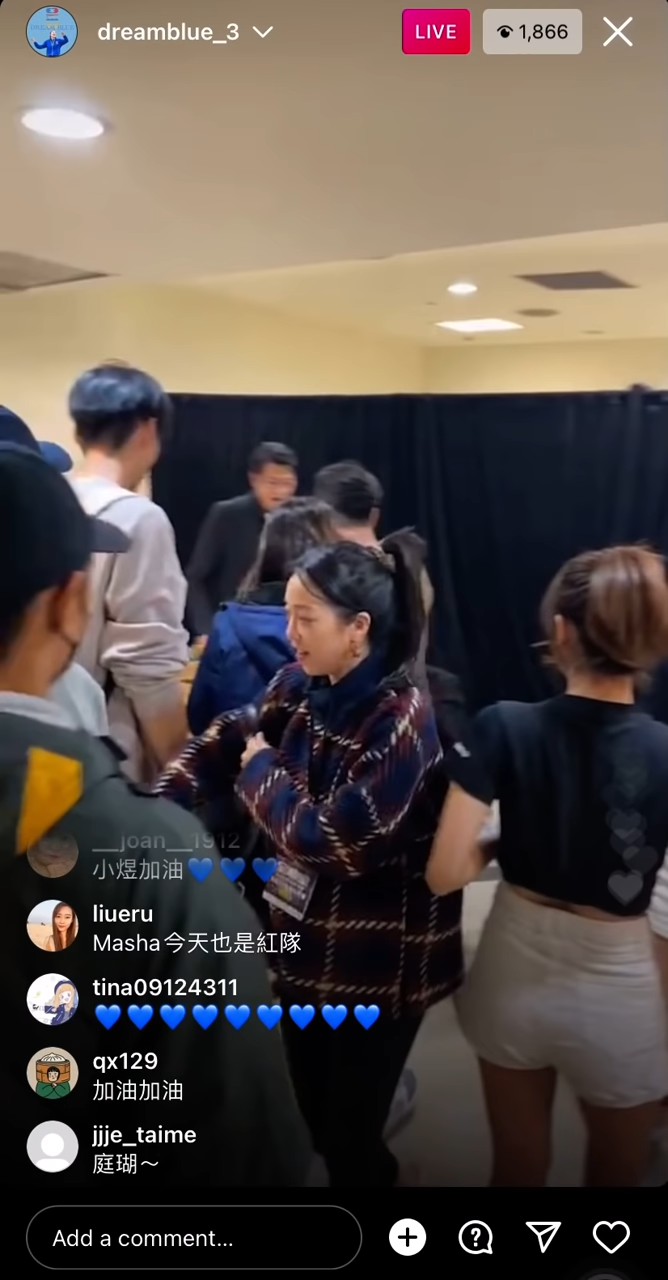 dreamblue_3
LIVE
1,866
__joan__1912
小煜加油💙💙💙
liueru
Masha今天也是紅隊
tina09124311
💙💙💙💙💙💙💙💙💙
qx129
加油加油
jjje_taime
庭瑚～
Add a comment...